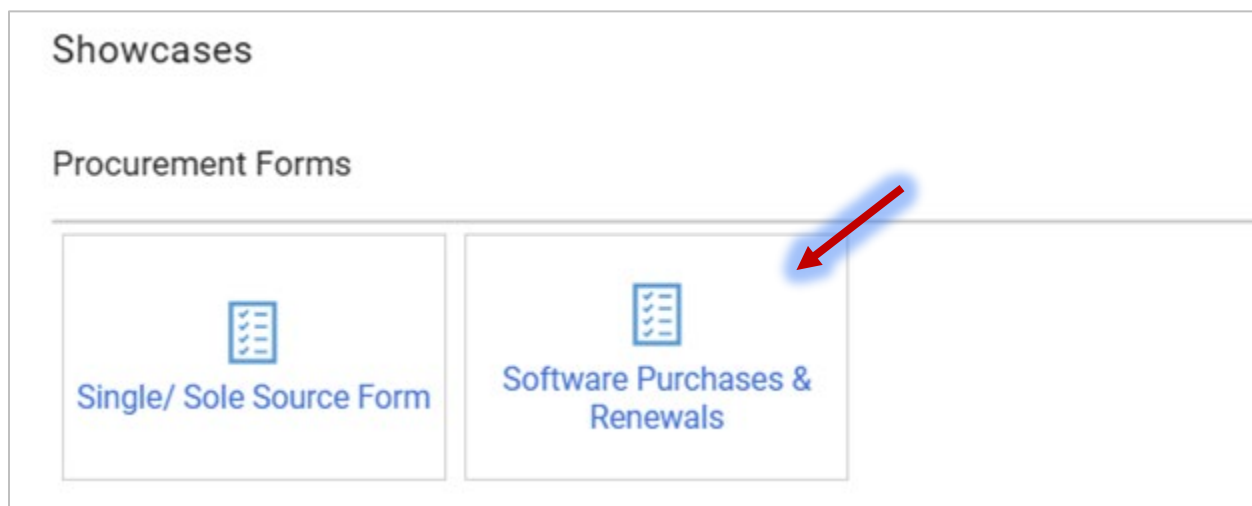 Showcases
Procurement Forms
Single/ Sole Source Form
Software Purchases &
Renewals